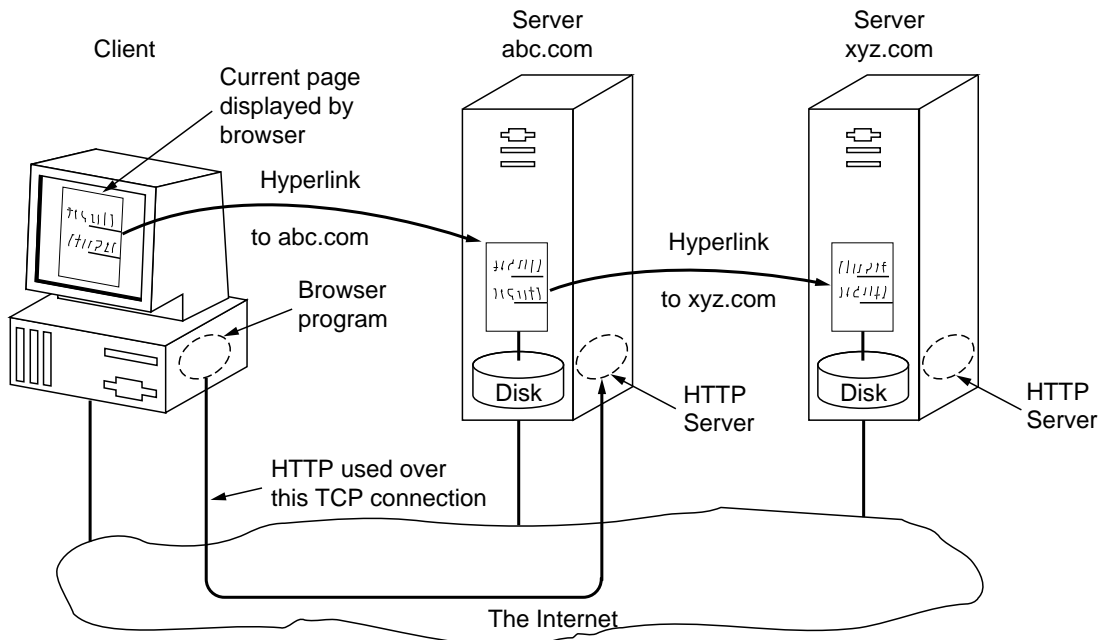 Server
abc.com
Server
xyz.com
Client
Current page
displayed by
browser
Hyperlink
to abc.com
Hyperlink
to xyz.com
Browser
program
Disk
Disk
HTTP
Server
HTTP
Server
HTTP used over
this TCP connection
The Internet